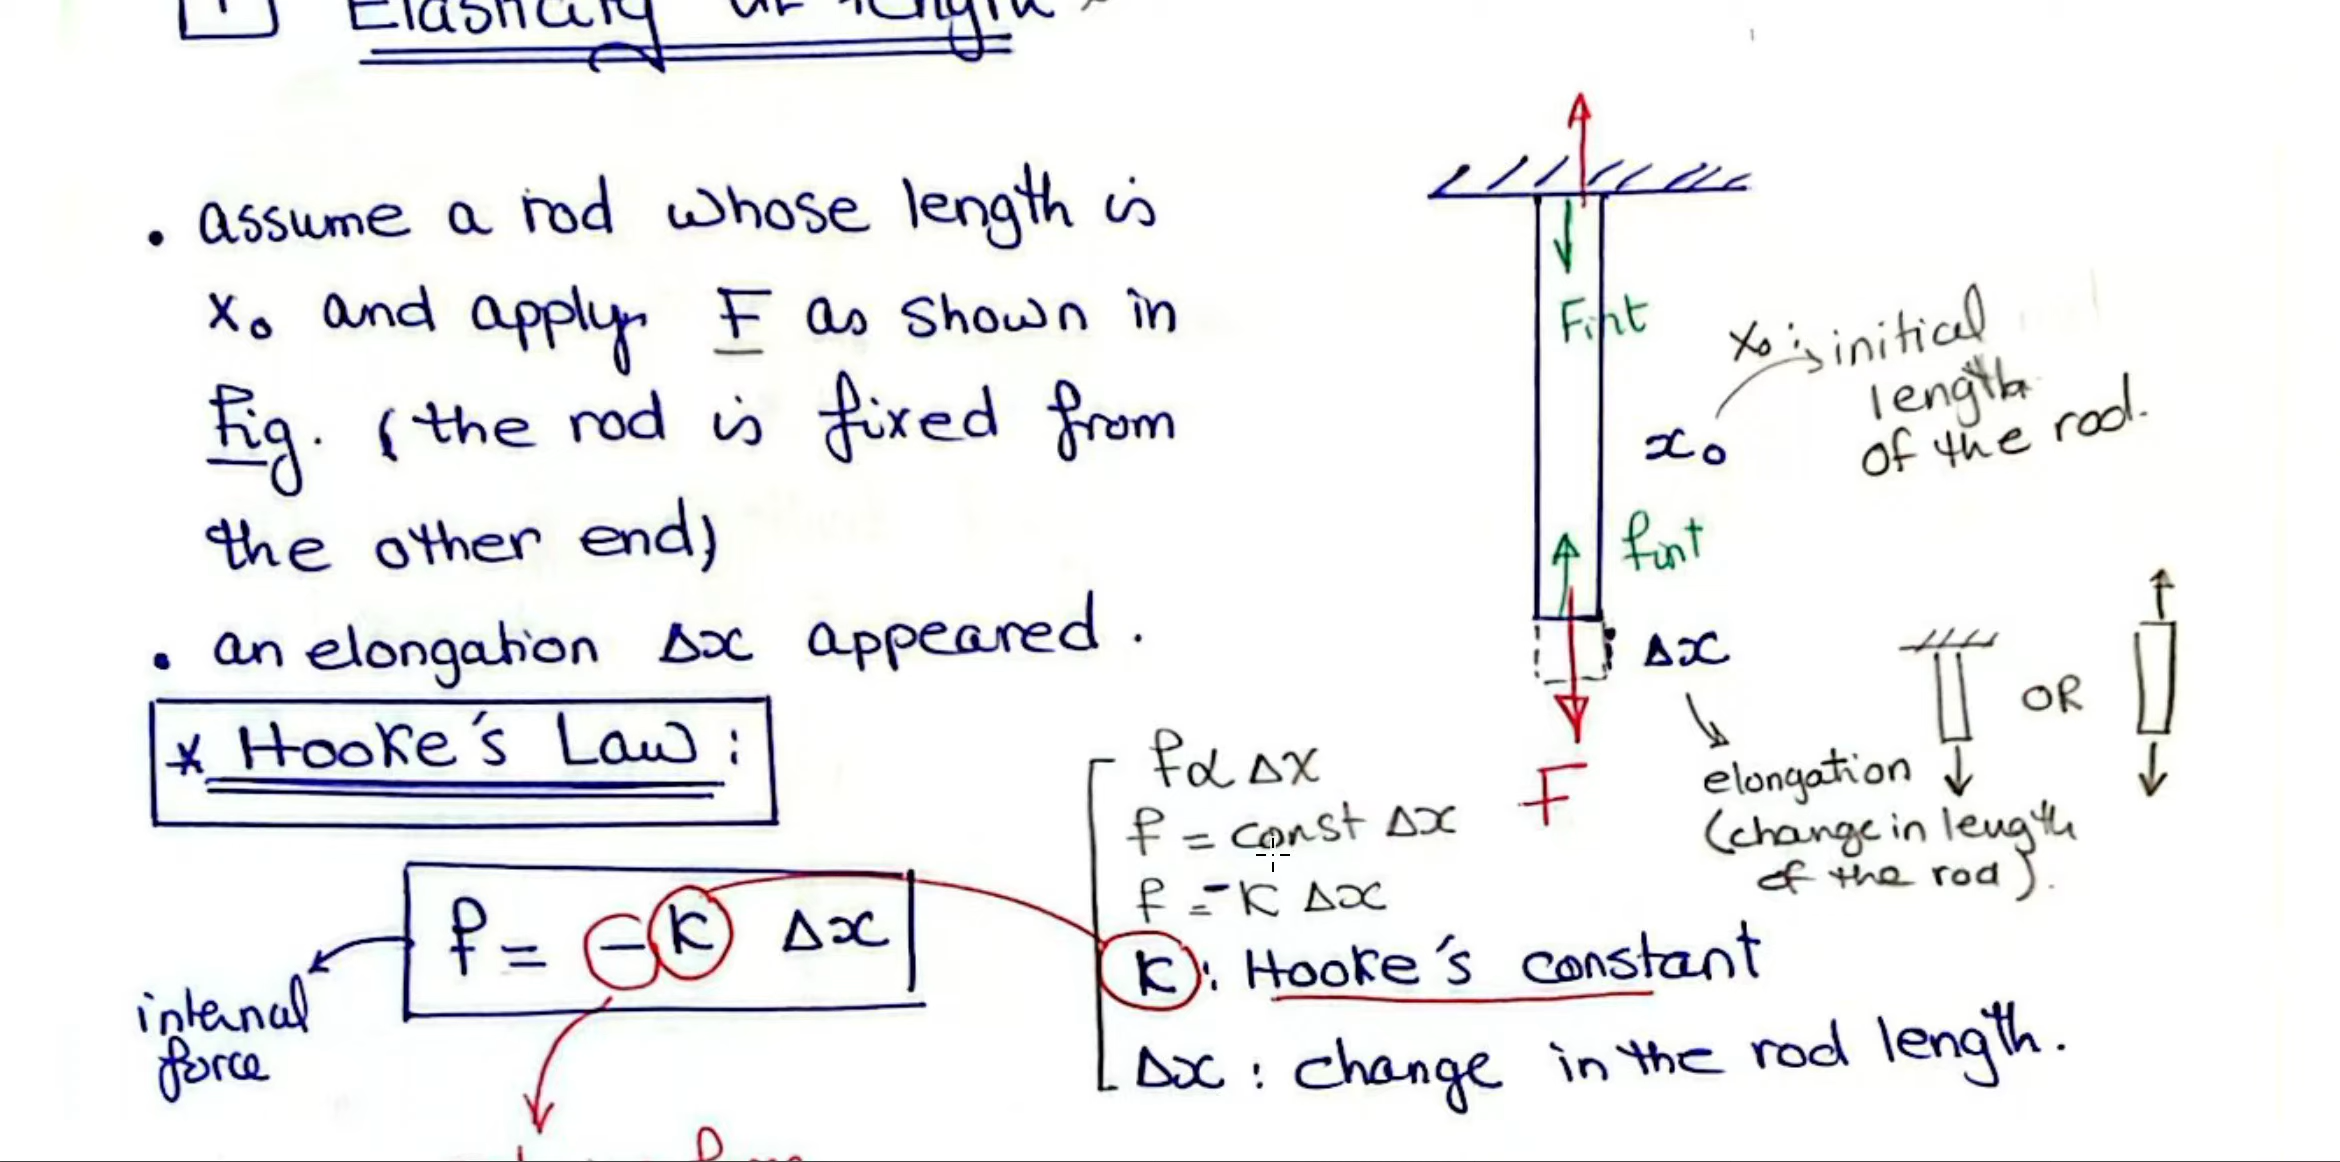 1 Elasticity of length
• assume a rod whose length is
x₀ and apply F as shown in
Fig. (the rod is fixed from
the other end)
• an elongation Δx appeared.
* Hooke's Law :
f = - K Δx
internal
force
Fint
x₀ : initial
length
of the rod.
x₀
fint
Δx
F
OR
elongation
(change in length
of the rod).
f α Δx
f = const Δx
f = -K Δx
K : Hooke's constant
Δx : change in the rod length.